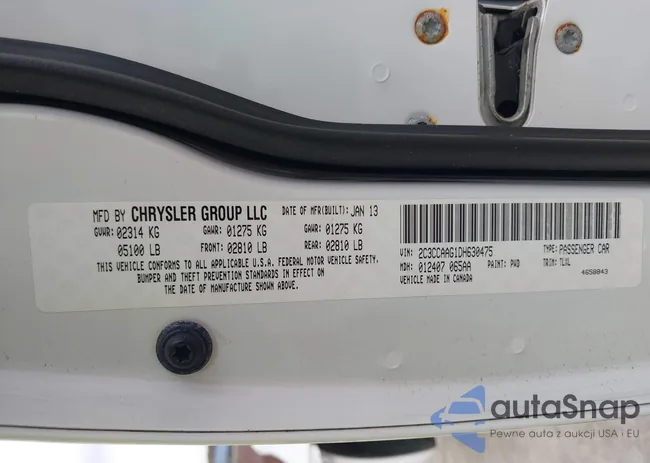 MFD BY CHRYSLER GROUP LLC DATE OF MFR(BUILT): JAN 13
GVWR: 02314 KG GAWR: 01275 KG GAWR: 01275 KG
05100 LB FRONT: 02810 LB REAR: 02810 LB
THIS VEHICLE CONFORMS TO ALL APPLICABLE U.S.A. FEDERAL MOTOR VEHICLE SAFETY,
BUMPER AND THEFT PREVENTION STANDARDS IN EFFECT ON
THE DATE OF MANUFACTURE SHOWN ABOVE.
VIN: 2C3CCAAG1DH630475 TYPE: PASSENGER CAR
MDH: 012407 065AA PAINT: PWD TRIM: TLXL
VEHICLE MADE IN CANADA 4658843
autaSnap
Pewne auta z aukcji USA i EU